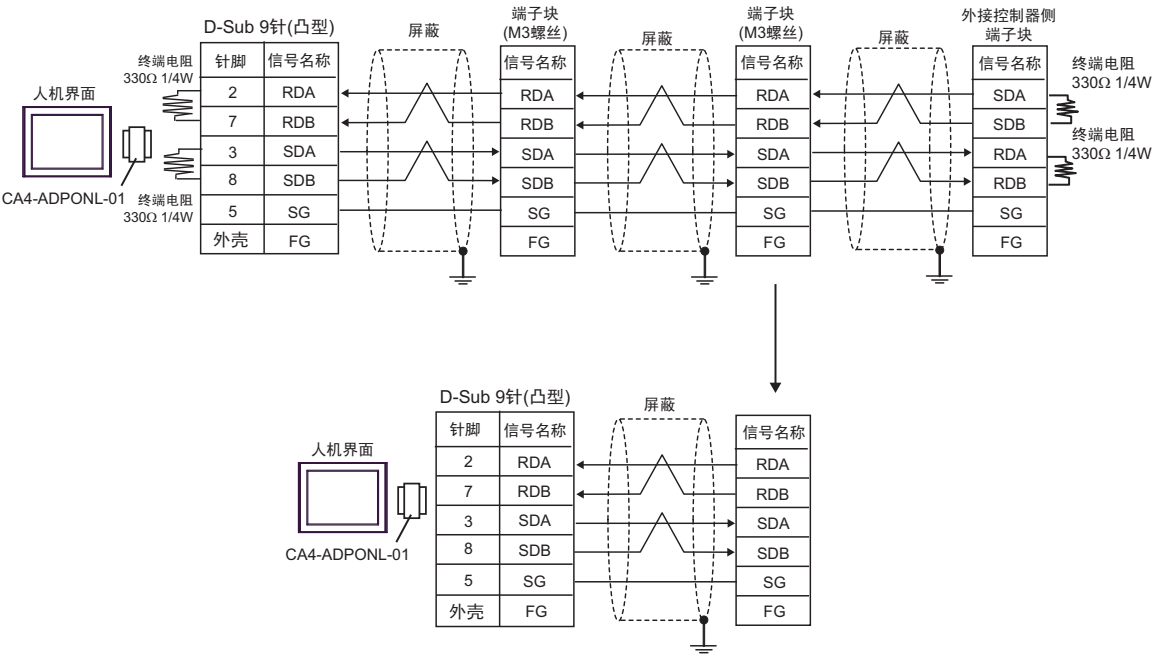 D-Sub 9针(凸型)
屏蔽
端子块
(M3螺丝)
屏蔽
端子块
(M3螺丝)
屏蔽
外接控制器侧
端子块
终端电阻
330Ω 1/4W
针脚 信号名称
信号名称
信号名称
信号名称
终端电阻
330Ω 1/4W
人机界面
2 RDA
RDA
RDA
SDA
7 RDB
RDB
RDB
SDB
终端电阻
330Ω 1/4W
3 SDA
SDA
SDA
RDA
8 SDB
SDB
SDB
RDB
CA4-ADPONL-01
终端电阻
330Ω 1/4W
5 SG
SG
SG
SG
外壳 FG
FG
FG
FG
D-Sub 9针(凸型)
屏蔽
针脚 信号名称
信号名称
人机界面
2 RDA
RDA
7 RDB
RDB
3 SDA
SDA
CA4-ADPONL-01
8 SDB
SDB
5 SG
SG
外壳 FG
FG